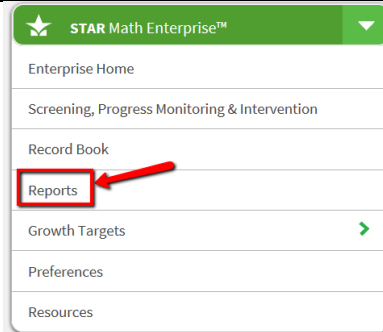 STAR Math Enterprise™
Enterprise Home
Screening, Progress Monitoring & Intervention
Record Book
Reports
Growth Targets
Preferences
Resources